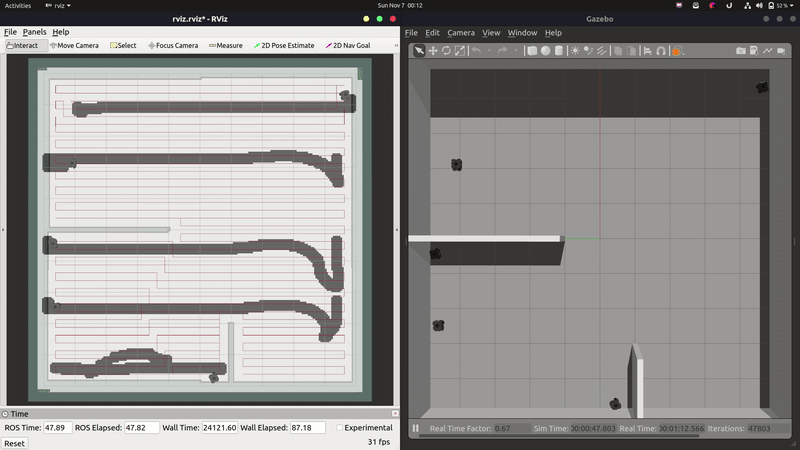 Activities
rviz
Sun Nov 7 00:12
52 %
rviz.rviz* - RViz
File Panels Help
Interact Move Camera Select Focus Camera Measure 2D Pose Estimate 2D Nav Goal
Time
ROS Time: 47.89 ROS Elapsed: 47.82 Wall Time: 24121.60 Wall Elapsed: 87.18 Experimental
Reset
31 fps
Gazebo
File Edit Camera View Window Help
Real Time Factor: 0.67 Sim Time: 00:00:47.803 Real Time: 00:01:12.566 Iterations: 47803